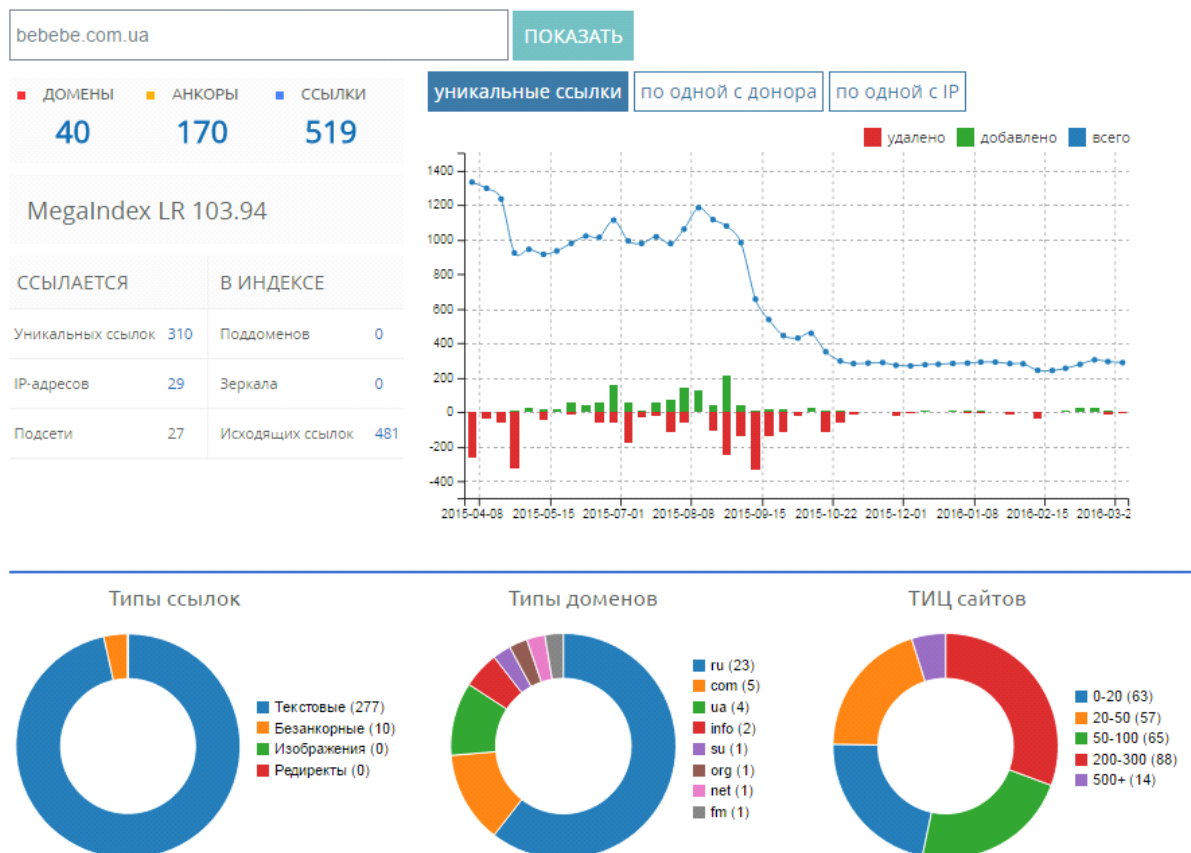 bebebe.com.ua
ПОКАЗАТЬ
ДОМЕНЫ АНКОРЫ ССЫЛКИ
40 170 519
MegaIndex LR 103.94
ССЫЛАЕТСЯ В ИНДЕКСЕ
Уникальных ссылок 310 Поддоменов 0
IP-адресов 29 Зеркала 0
Подсети 27 Исходящих ссылок 481
уникальные ссылки по одной с донора по одной с IP
удалено добавлено всего
1400
1200
1000
800
600
400
200
0
-200
-400
2015-04-08 2015-05-15 2015-07-01 2015-08-08 2015-09-15 2015-10-22 2015-12-01 2016-01-08 2016-02-15 2016-03-2
Типы ссылок
Текстовые (277)
Безанкорные (10)
Изображения (0)
Редиректы (0)
Типы доменов
ru (23)
com (5)
ua (4)
info (2)
su (1)
org (1)
net (1)
fm (1)
ТИЦ сайтов
0-20 (63)
20-50 (57)
50-100 (65)
200-300 (88)
500+ (14)